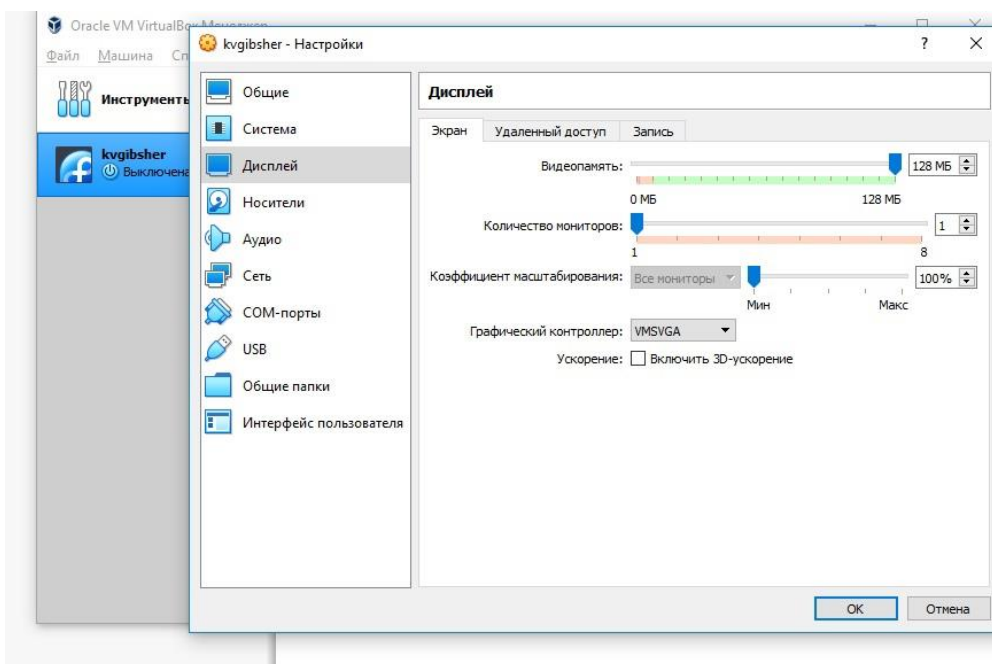 Oracle VM VirtualBox Менеджер
Файл Машина Сп
Инструменты
kvgibsher
Выключена
kvgibsher - Настройки
? ×
Общие
Система
Дисплей
Носители
Аудио
Сеть
COM-порты
USB
Общие папки
Интерфейс пользователя
Дисплей
Экран Удаленный доступ Запись
Видеопамять: 128 МБ
0 МБ 128 МБ
Количество мониторов: 1
1 8
Коэффициент масштабирования: Все мониторы 100%
Мин Макс
Графический контроллер: VMSVGA
Ускорение: Включить 3D-ускорение
OK Отмена